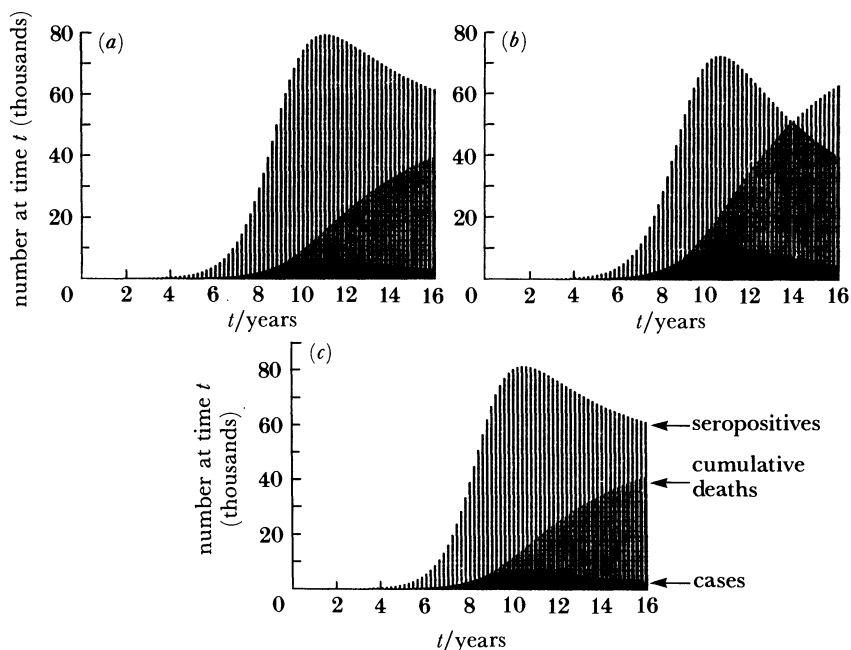 number at time t (thousands)
(a)
80
60
40
20
0
2 4 6 8 10 12 14 16
t/years
(b)
80
60
40
20
0
2 4 6 8 10 12 14 16
t/years
number at time t
(thousands)
(c)
80
60
40
20
0
2 4 6 8 10 12 14 16
t/years
seropositives
cumulative
deaths
cases